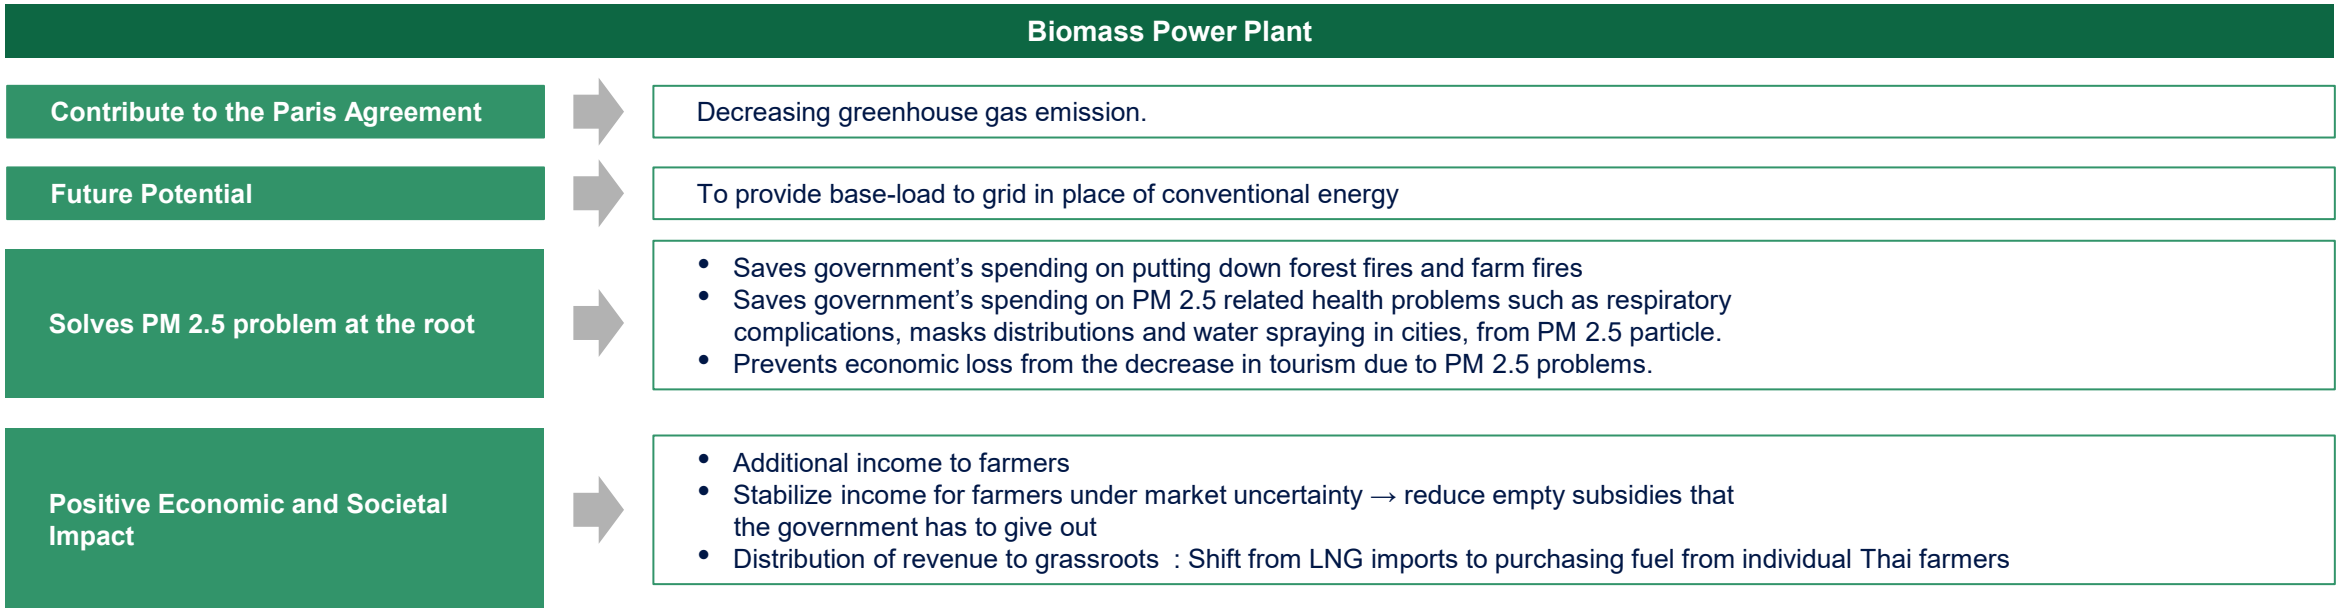 Biomass Power Plant
Contribute to the Paris Agreement
Decreasing greenhouse gas emission.
Future Potential
To provide base-load to grid in place of conventional energy
Solves PM 2.5 problem at the root
• Saves government’s spending on putting down forest fires and farm fires
• Saves government’s spending on PM 2.5 related health problems such as respiratory
complications, masks distributions and water spraying in cities, from PM 2.5 particle.
• Prevents economic loss from the decrease in tourism due to PM 2.5 problems.
Positive Economic and Societal
Impact
• Additional income to farmers
• Stabilize income for farmers under market uncertainty → reduce empty subsidies that
the government has to give out
• Distribution of revenue to grassroots : Shift from LNG imports to purchasing fuel from individual Thai farmers